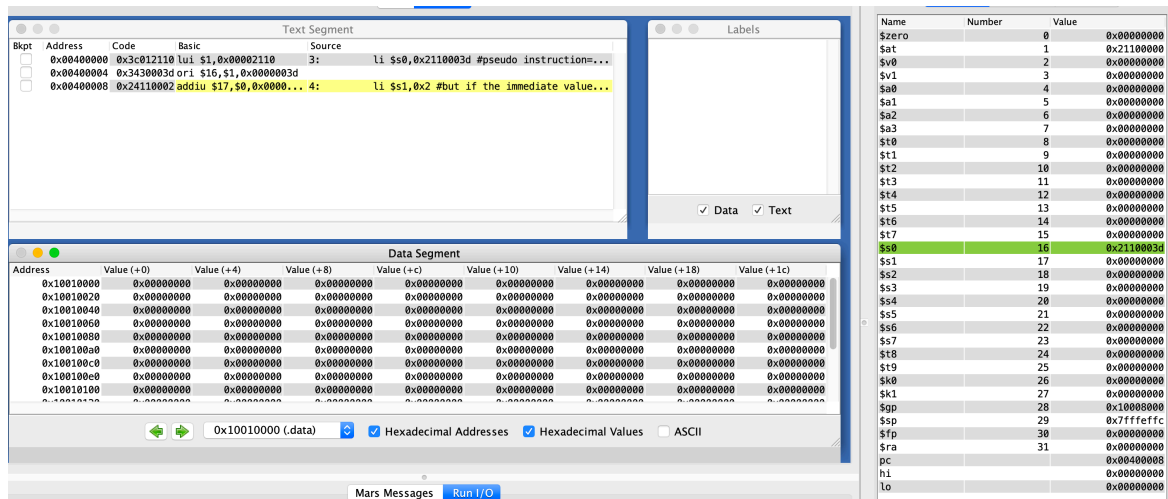 Text Segment
Bkpt Address Code Basic Source
0x00400000 0x3c012110 lui $1,0x00002110 3: li $s0,0x2110003d #pseudo instruction=...
0x00400004 0x3430003d ori $16,$1,0x0000003d
0x00400008 0x24110002 addiu $17,$0,0x0000... 4: li $s1,0x2 #but if the immediate value...
Labels
Data Text
Data Segment
Address Value (+0) Value (+4) Value (+8) Value (+c) Value (+10) Value (+14) Value (+18) Value (+1c)
0x10010000 0x00000000 0x00000000 0x00000000 0x00000000 0x00000000 0x00000000 0x00000000 0x00000000
0x10010020 0x00000000 0x00000000 0x00000000 0x00000000 0x00000000 0x00000000 0x00000000 0x00000000
0x10010040 0x00000000 0x00000000 0x00000000 0x00000000 0x00000000 0x00000000 0x00000000 0x00000000
0x10010060 0x00000000 0x00000000 0x00000000 0x00000000 0x00000000 0x00000000 0x00000000 0x00000000
0x10010080 0x00000000 0x00000000 0x00000000 0x00000000 0x00000000 0x00000000 0x00000000 0x00000000
0x100100a0 0x00000000 0x00000000 0x00000000 0x00000000 0x00000000 0x00000000 0x00000000 0x00000000
0x100100c0 0x00000000 0x00000000 0x00000000 0x00000000 0x00000000 0x00000000 0x00000000 0x00000000
0x100100e0 0x00000000 0x00000000 0x00000000 0x00000000 0x00000000 0x00000000 0x00000000 0x00000000
0x10010100 0x00000000 0x00000000 0x00000000 0x00000000 0x00000000 0x00000000 0x00000000 0x00000000
0x10010000 (.data) Hexadecimal Addresses Hexadecimal Values ASCII
Mars Messages Run I/O
Name Number Value
$zero 0 0x00000000
$at 1 0x21100000
$v0 2 0x00000000
$v1 3 0x00000000
$a0 4 0x00000000
$a1 5 0x00000000
$a2 6 0x00000000
$a3 7 0x00000000
$t0 8 0x00000000
$t1 9 0x00000000
$t2 10 0x00000000
$t3 11 0x00000000
$t4 12 0x00000000
$t5 13 0x00000000
$t6 14 0x00000000
$t7 15 0x00000000
$s0 16 0x2110003d
$s1 17 0x00000000
$s2 18 0x00000000
$s3 19 0x00000000
$s4 20 0x00000000
$s5 21 0x00000000
$s6 22 0x00000000
$s7 23 0x00000000
$t8 24 0x00000000
$t9 25 0x00000000
$k0 26 0x00000000
$k1 27 0x00000000
$gp 28 0x10008000
$sp 29 0x7fffeffc
$fp 30 0x00000000
$ra 31 0x00000000
pc 0x00400008
hi 0x00000000
lo 0x00000000